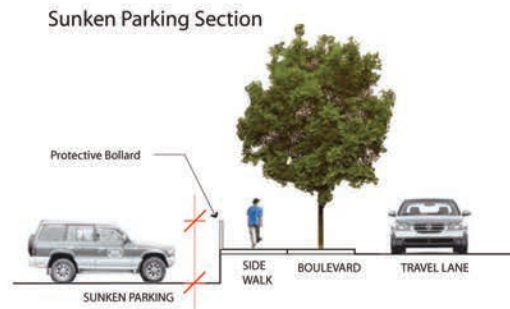 Sunken Parking Section
Protective Bollard
SIDE
WALK
BOULEVARD
TRAVEL LANE
SUNKEN PARKING